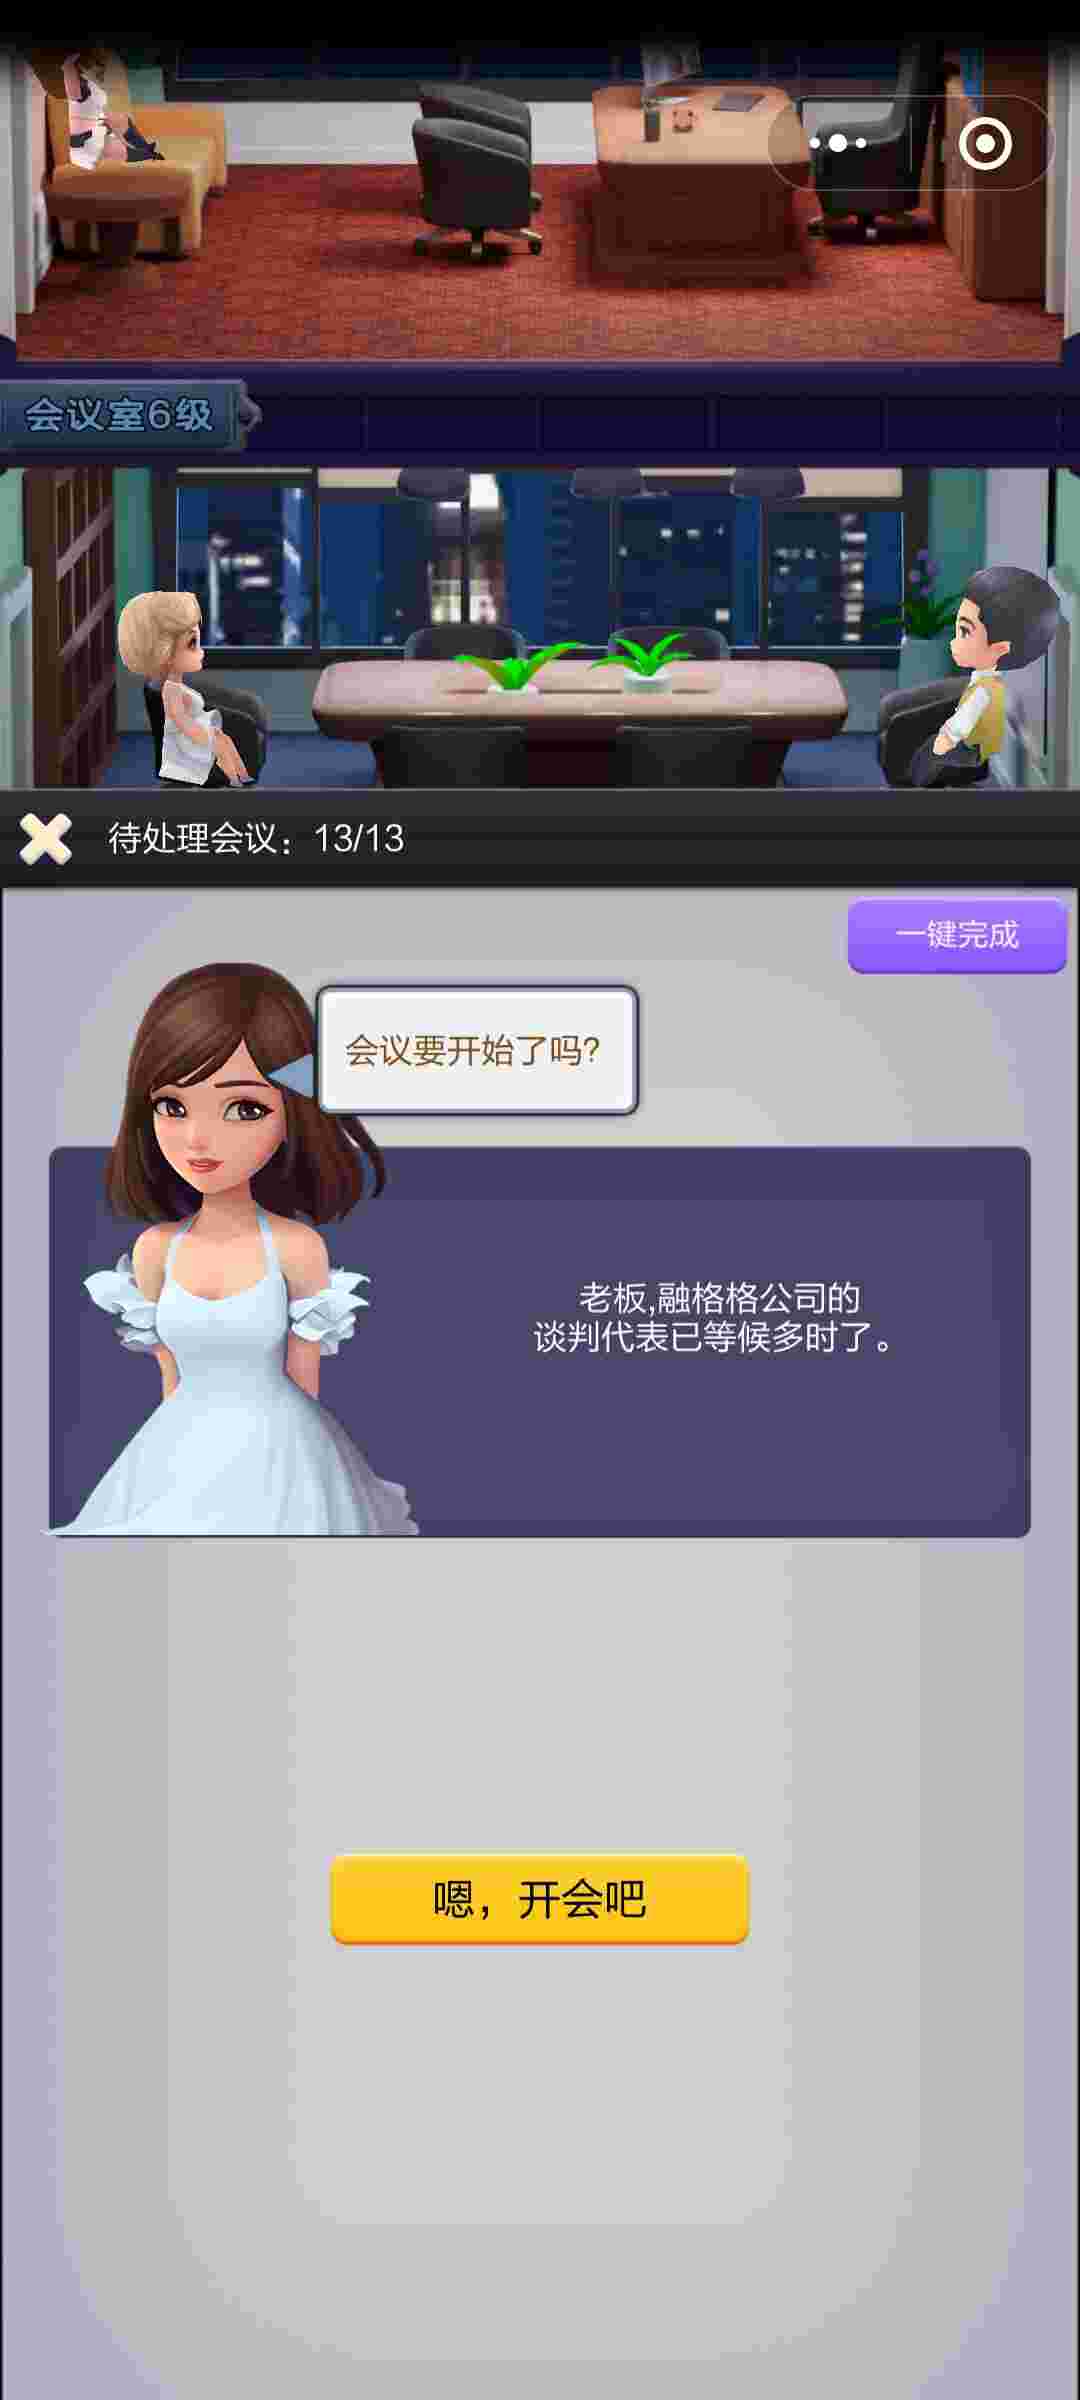 会议室6级
待处理会议：13/13
一键完成
会议要开始了吗?
老板,融格格公司的
谈判代表已等候多时了。
嗯，开会吧